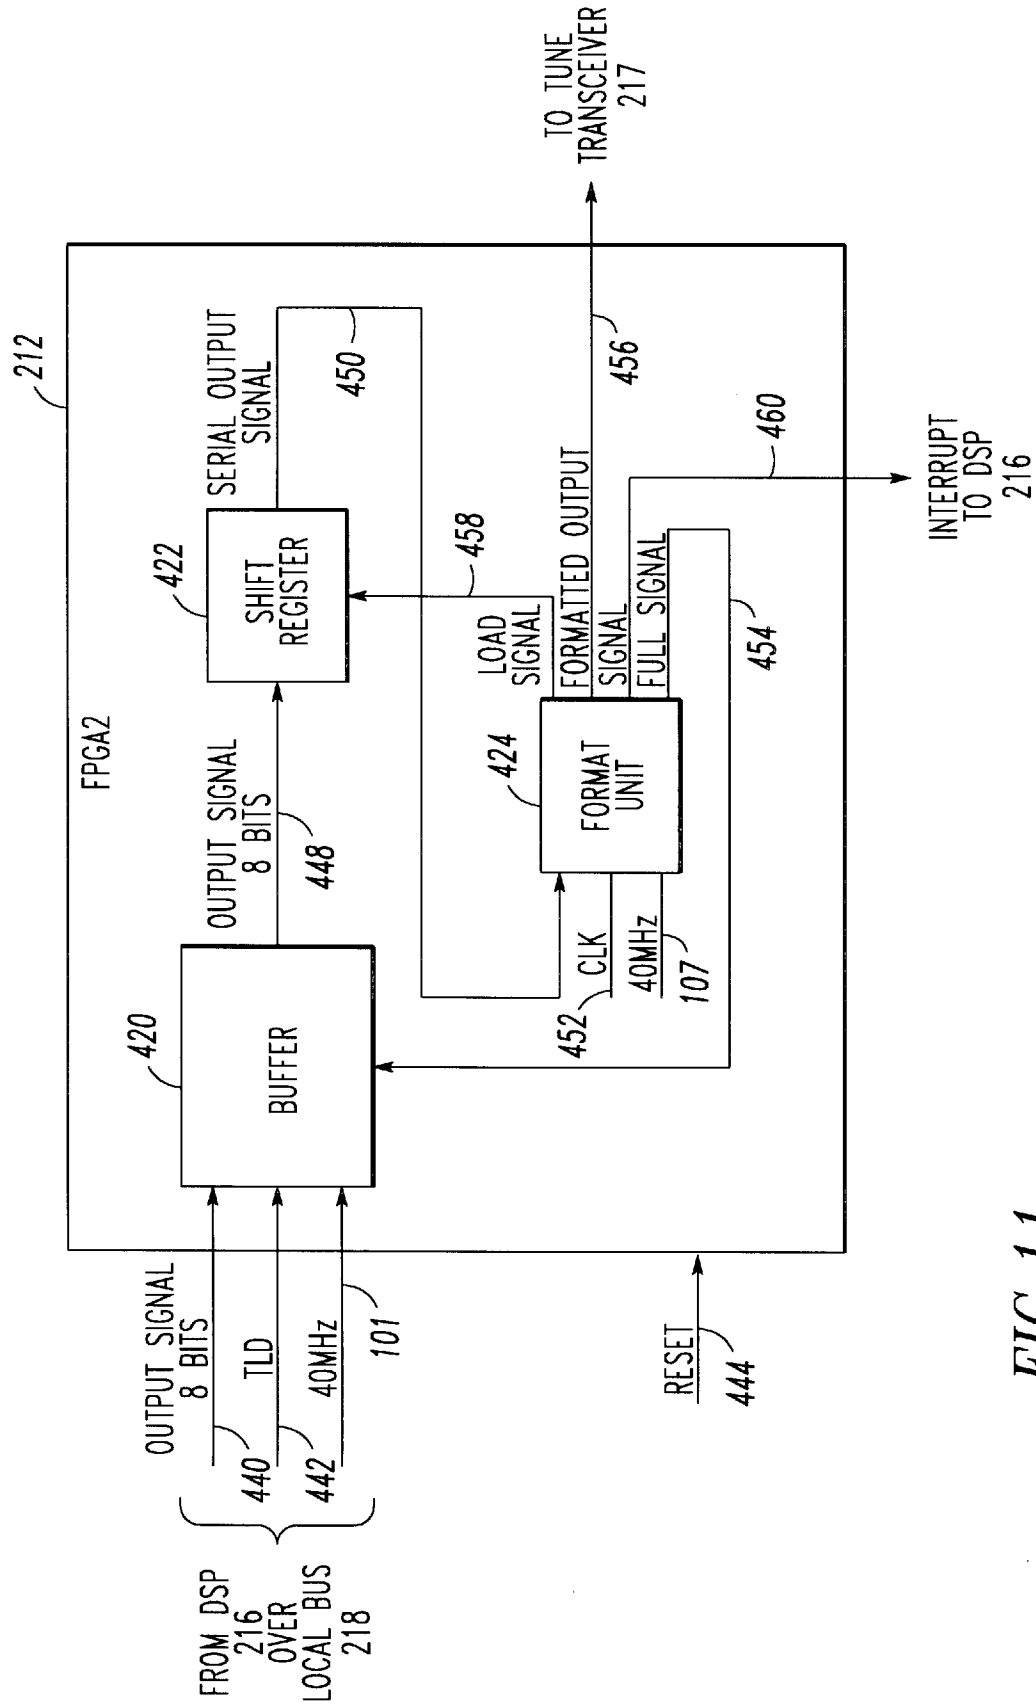 212
FPGA2
FROM DSP
216
OVER
LOCAL BUS
218
OUTPUT SIGNAL
8 BITS
440
TLD
442
40MHz
101
RESET
444
420
BUFFER
OUTPUT SIGNAL
8 BITS
448
422
SHIFT
REGISTER
SERIAL OUTPUT
SIGNAL
450
458
LOAD
SIGNAL
424
FORMAT
UNIT
CLK
452
40MHz
107
FORMATTED OUTPUT
SIGNAL
FULL SIGNAL
454
456
460
TO TUNE
TRANSCEIVER
217
INTERRUPT
TO DSP
216
FIG.11